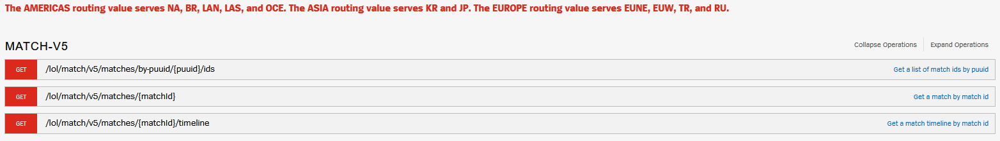 The AMERICAS routing value serves NA, BR, LAN, LAS, and OCE. The ASIA routing value serves KR and JP. The EUROPE routing value serves EUNE, EUW, TR, and RU.
MATCH-V5
Collapse Operations
Expand Operations
GET /lol/match/v5/matches/by-puuid/{puuid}/ids Get a list of match ids by puuid
GET /lol/match/v5/matches/{matchId} Get a match by match id
GET /lol/match/v5/matches/{matchId}/timeline Get a match timeline by match id